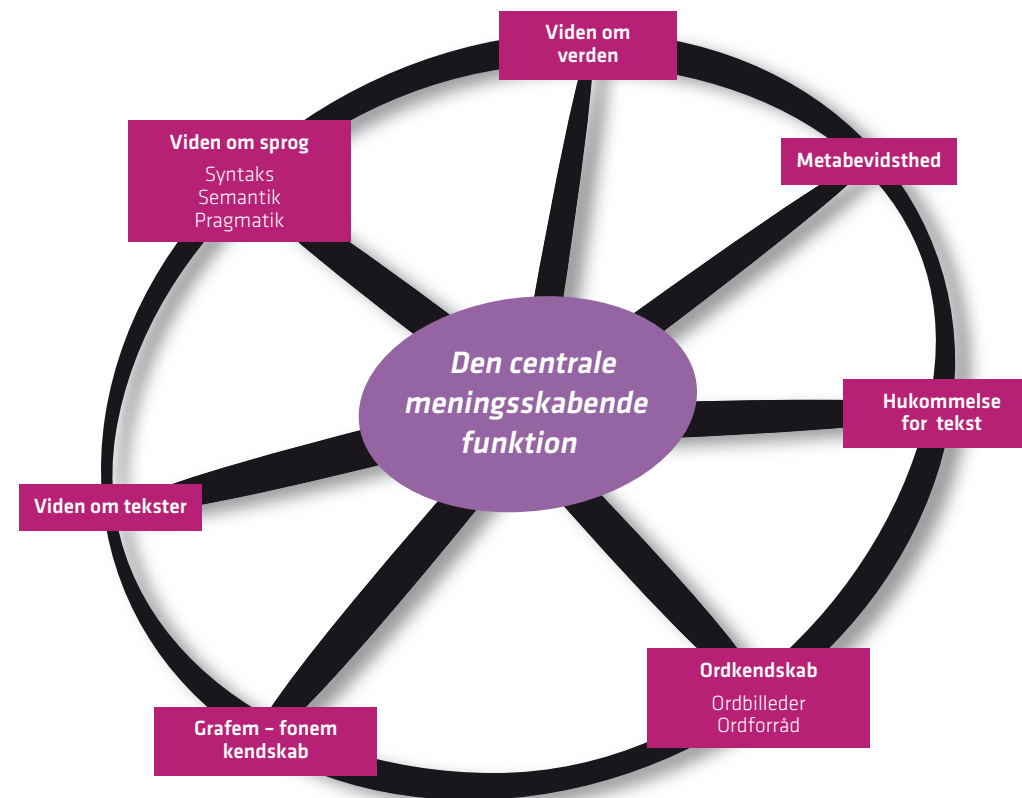 Viden om
verden
Viden om sprog
Syntaks
Semantik
Pragmatik
Metabevidsthed
Den centrale
meningsskabende
funktion
Hukommelse
for tekst
Viden om tekster
Ordkendskab
Ordbilleder
Ordforråd
Grafem – fonem
kendskab